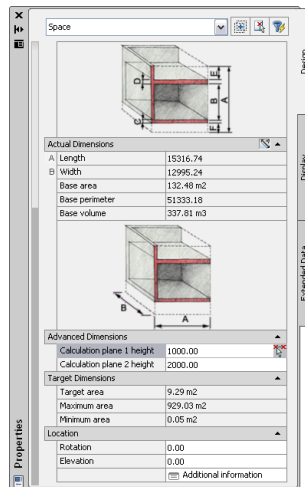 Space
E
D
B
A
C
F
Design
Actual Dimensions
A Length 15316.74
B Width 12995.24
Base area 132.48 m2
Base perimeter 51333.18
Base volume 337.81 m3
Display
B
A
Extended Data
Advanced Dimensions
Calculation plane 1 height 1000.00
Calculation plane 2 height 2000.00
Target Dimensions
Target area 9.29 m2
Maximum area 929.03 m2
Minimum area 0.05 m2
Location
Rotation 0.00
Elevation 0.00
Additional information
Properties